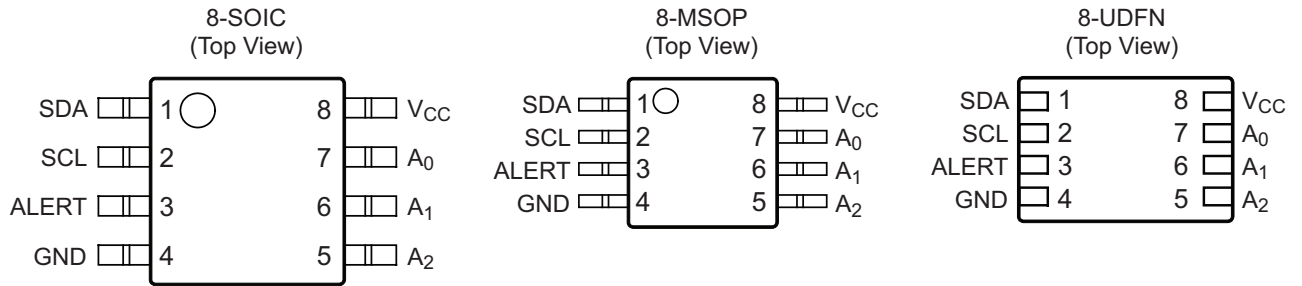 8-SOIC
(Top View)
SDA 1 8 VCC
SCL 2 7 A0
ALERT 3 6 A1
GND 4 5 A2
8-MSOP
(Top View)
SDA 1 8 VCC
SCL 2 7 A0
ALERT 3 6 A1
GND 4 5 A2
8-UDFN
(Top View)
SDA 1 8 VCC
SCL 2 7 A0
ALERT 3 6 A1
GND 4 5 A2